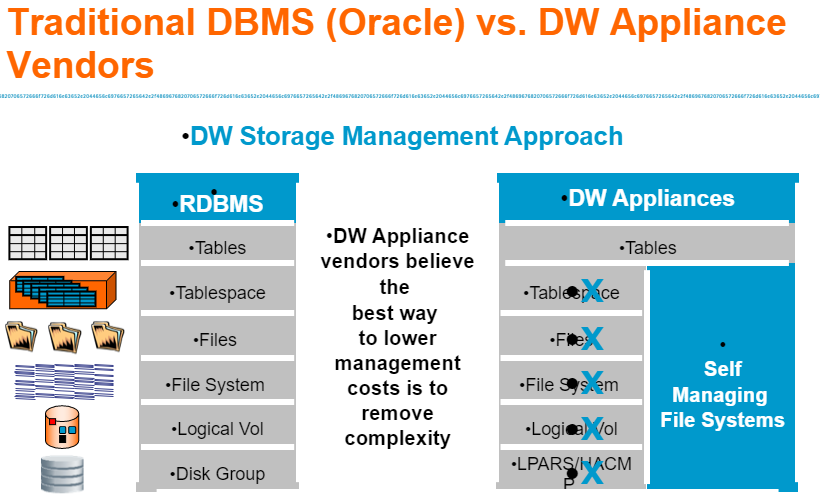 Traditional DBMS (Oracle) vs. DW Appliance
Vendors
•DW Storage Management Approach
•RDBMS
•Tables
•Tablespace
•Files
•File System
•Logical Vol
•Disk Group
•DW Appliance
vendors believe
the
best way
to lower
management
costs is to
remove
complexity
•DW Appliances
•Tables
•Tablespace
X
•Files
X
•File System
X
•Logical Vol
X
•LPARS/HACM
P
X
•
Self
Managing
File Systems